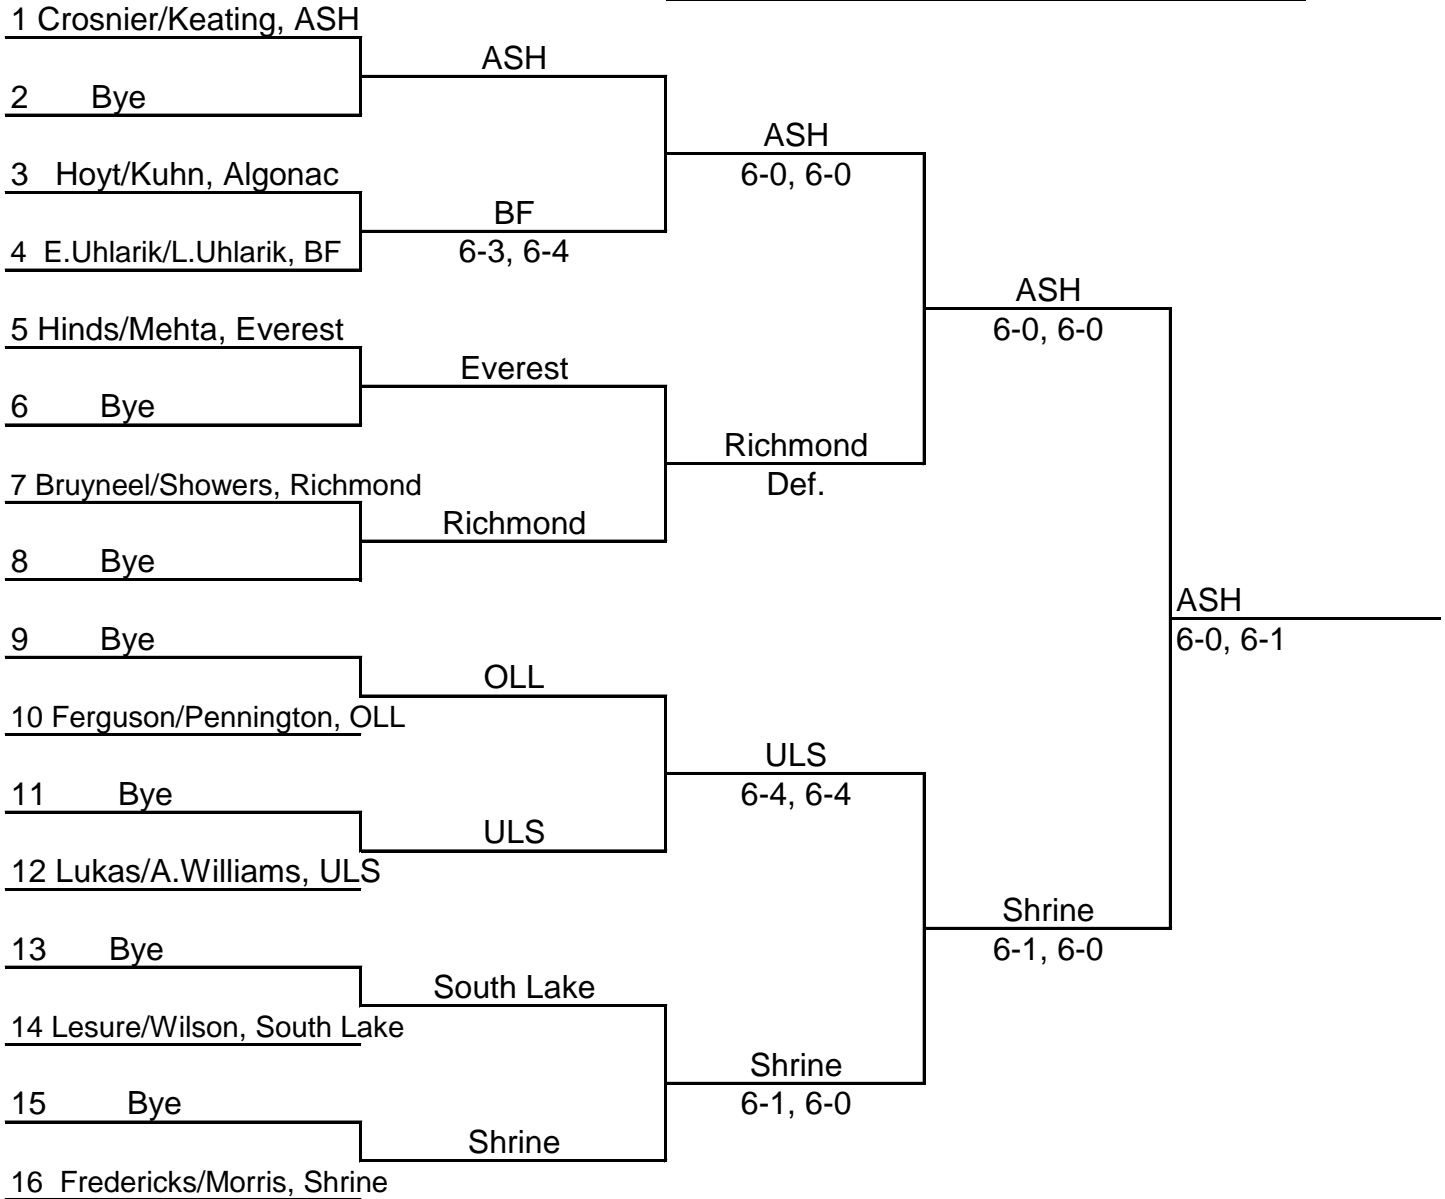 1 Crosnier/Keating, ASH
ASH
2 Bye
ASH
3 Hoyt/Kuhn, Algonac
6-0, 6-0
BF
4 E.Uhlarik/L.Uhlarik, BF
6-3, 6-4
ASH
5 Hinds/Mehta, Everest
6-0, 6-0
Everest
6 Bye
Richmond
7 Bruyneel/Showers, Richmond
Def.
Richmond
8 Bye
ASH
9 Bye
6-0, 6-1
OLL
10 Ferguson/Pennington, OLL
ULS
11 Bye
6-4, 6-4
ULS
12 Lukas/A.Williams, ULS
Shrine
13 Bye
6-1, 6-0
South Lake
14 Lesure/Wilson, South Lake
Shrine
15 Bye
6-1, 6-0
Shrine
16 Fredericks/Morris, Shrine